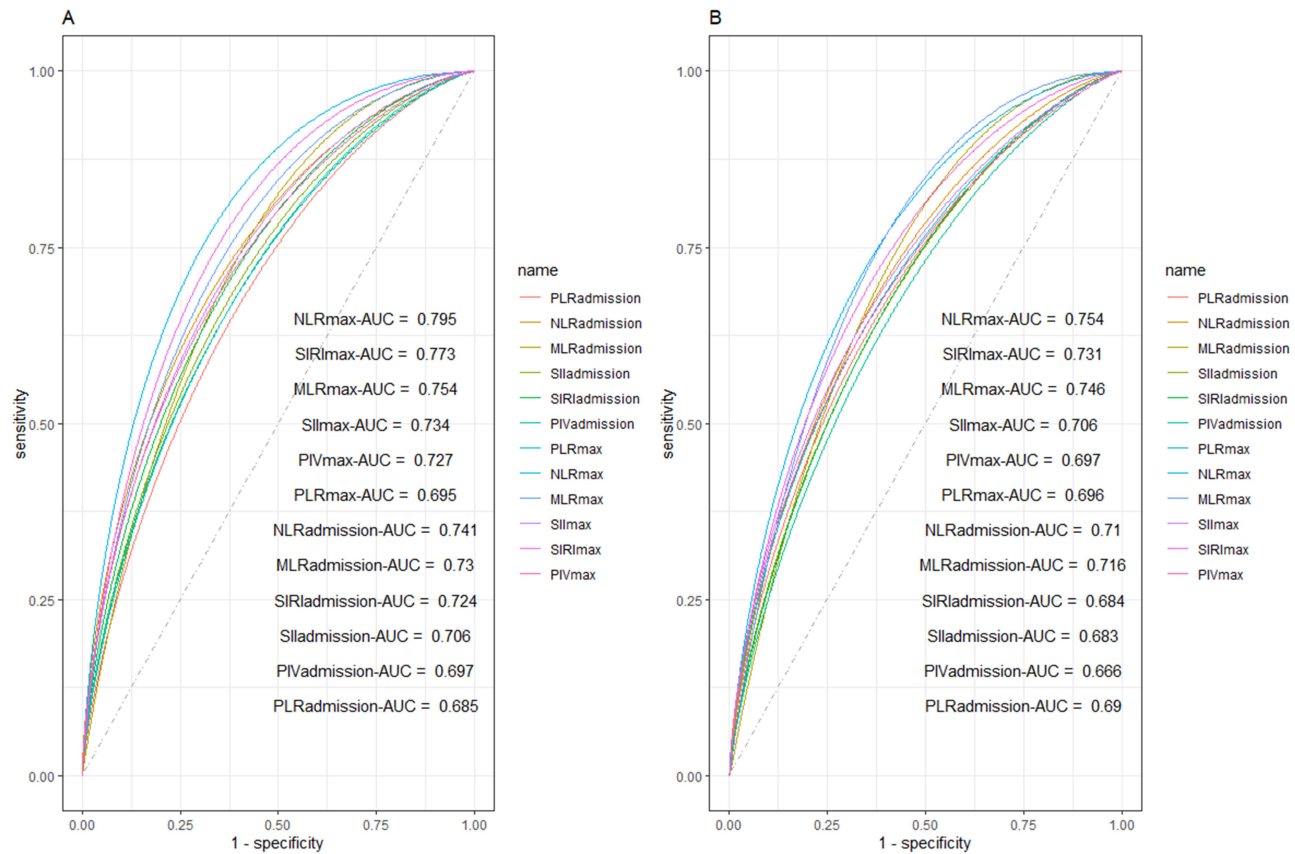 A
1.00
0.75
0.50
0.25
0.00
sensitivity
0.00 0.25 0.50 0.75 1.00
1 - specificity
NLRmax-AUC = 0.795
SIRImax-AUC = 0.773
MLRmax-AUC = 0.754
SIImax-AUC = 0.734
PIVmax-AUC = 0.727
PLRmax-AUC = 0.695
NLRadmission-AUC = 0.741
MLRadmission-AUC = 0.73
SIRIadmission-AUC = 0.724
SIIadmission-AUC = 0.706
PIVadmission-AUC = 0.697
PLRadmission-AUC = 0.685
name
PLRadmission
NLRadmission
MLRadmission
SIIadmission
SIRIadmission
PIVadmission
PLRmax
NLRmax
MLRmax
SIImax
SIRImax
PIVmax
B
1.00
0.75
0.50
0.25
0.00
sensitivity
0.00 0.25 0.50 0.75 1.00
1 - specificity
NLRmax-AUC = 0.754
SIRImax-AUC = 0.731
MLRmax-AUC = 0.746
SIImax-AUC = 0.706
PIVmax-AUC = 0.697
PLRmax-AUC = 0.696
NLRadmission-AUC = 0.71
MLRadmission-AUC = 0.716
SIRIadmission-AUC = 0.684
SIIadmission-AUC = 0.683
PIVadmission-AUC = 0.666
PLRadmission-AUC = 0.69
name
PLRadmission
NLRadmission
MLRadmission
SIIadmission
SIRIadmission
PIVadmission
PLRmax
NLRmax
MLRmax
SIImax
SIRImax
PIVmax